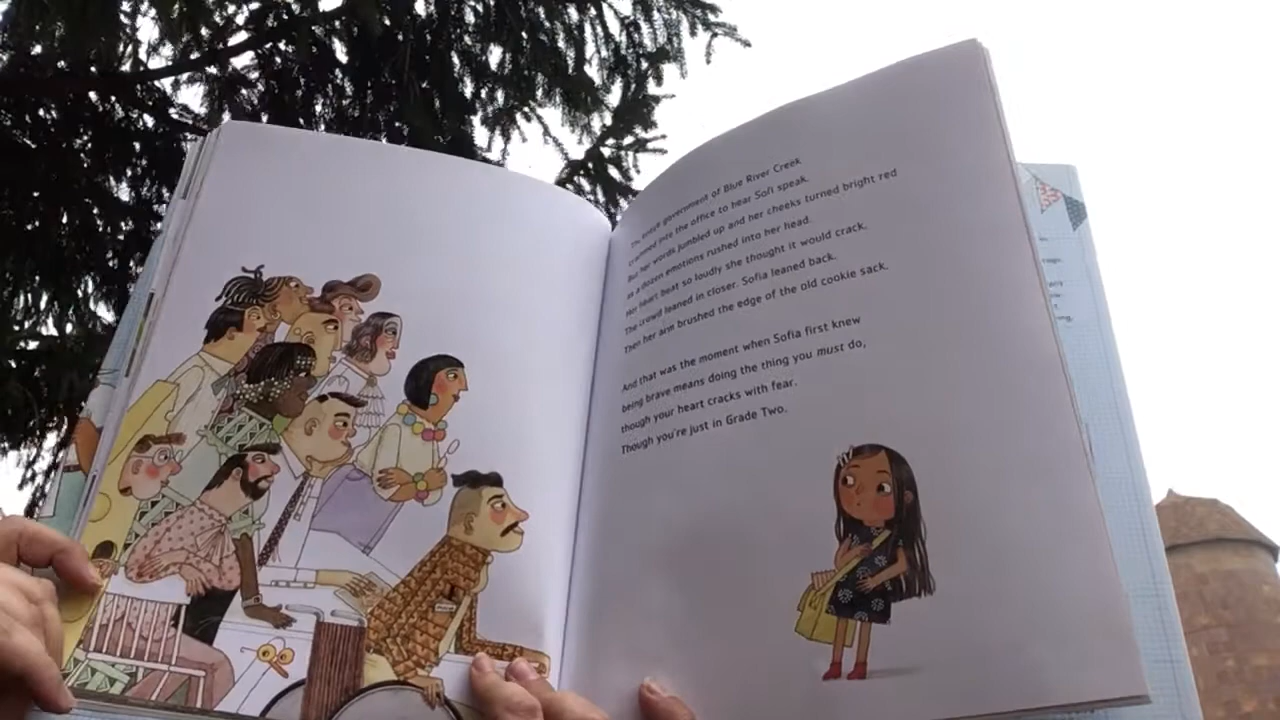 The entire government of Blue River Creek
crammed into the office to hear Sofi speak.
But her words jumbled up and her cheeks turned bright red
as a dozen emotions rushed into her head.
Her heart beat so loudly she thought it would crack.
The crowd leaned in closer. Sofia leaned back.
Then her arm brushed the edge of the old cookie sack.
And that was the moment when Sofia first knew
being brave means doing the thing you must do,
though your heart cracks with fear.
Though you're just in Grade Two.